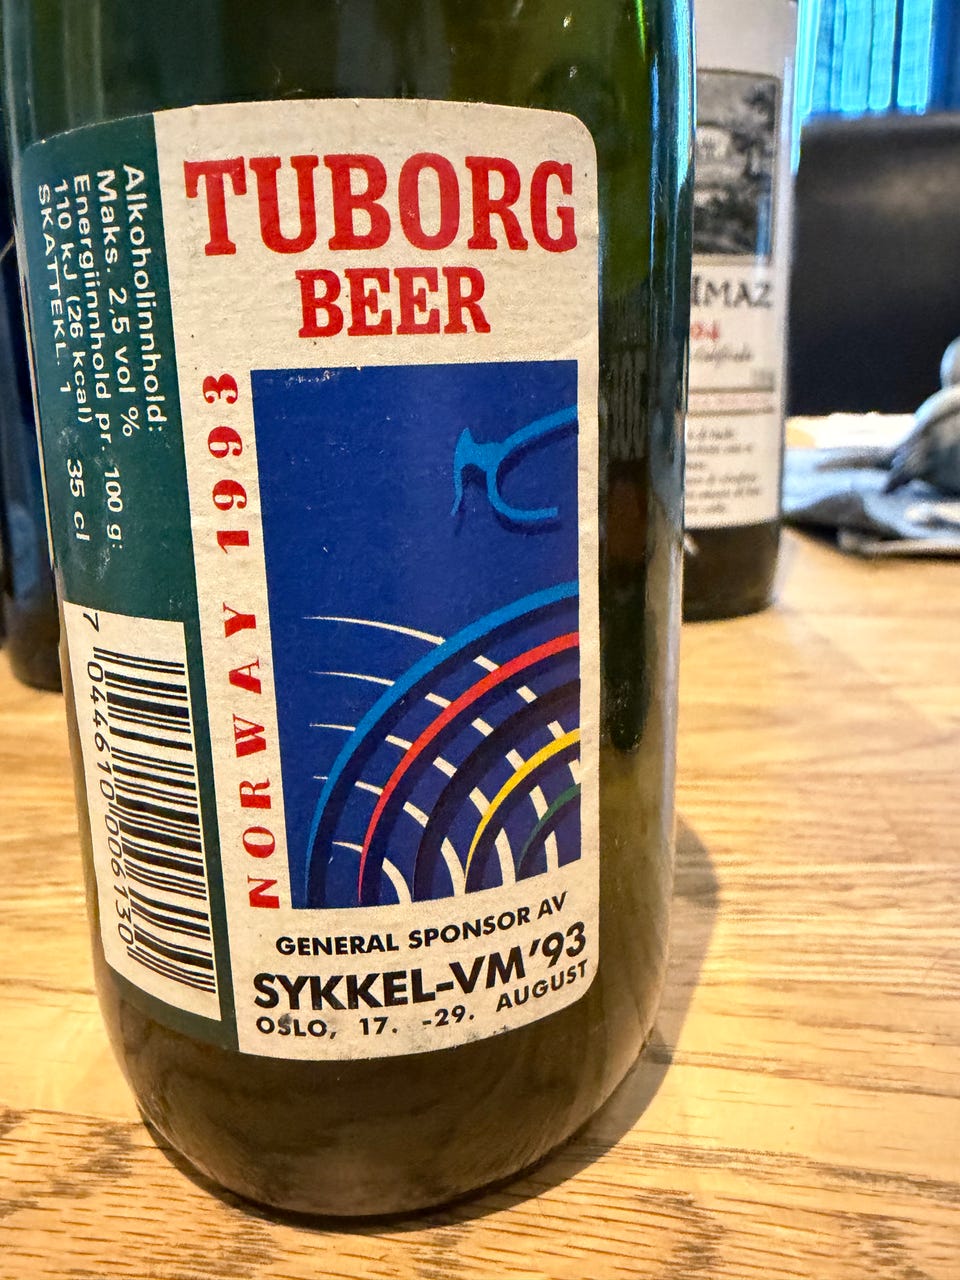 TUBORG
BEER
NORWAY 1993
GENERAL SPONSOR AV
SYKKEL-VM'93
OSLO, 17. -29. AUGUST
Alkoholinnhold:
Maks. 2,5 vol %
Energiinnhold pr. 100 g:
110 kJ (26 kcal) 35 cl
SKATTEKL. 1
7 044610 006130
IMAZ